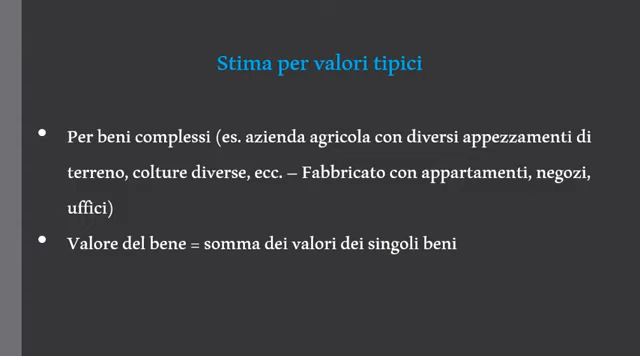 Stima per valori tipici
• Per beni complessi (es. azienda agricola con diversi appezzamenti di
terreno, colture diverse, ecc. – Fabbricato con appartamenti, negozi,
uffici)
• Valore del bene = somma dei valori dei singoli beni